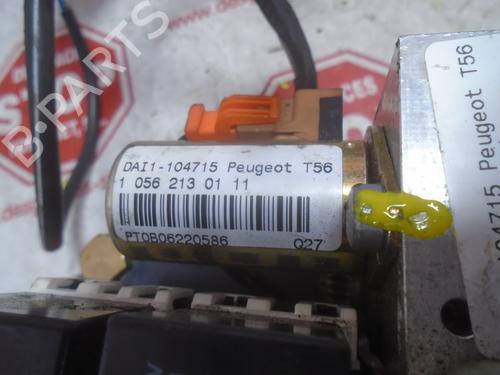 DAI1-104715 Peugeot T56
1 056 213 01 11
PT0B06220586 Q27
04715 Peugeot T56
B-PARTS